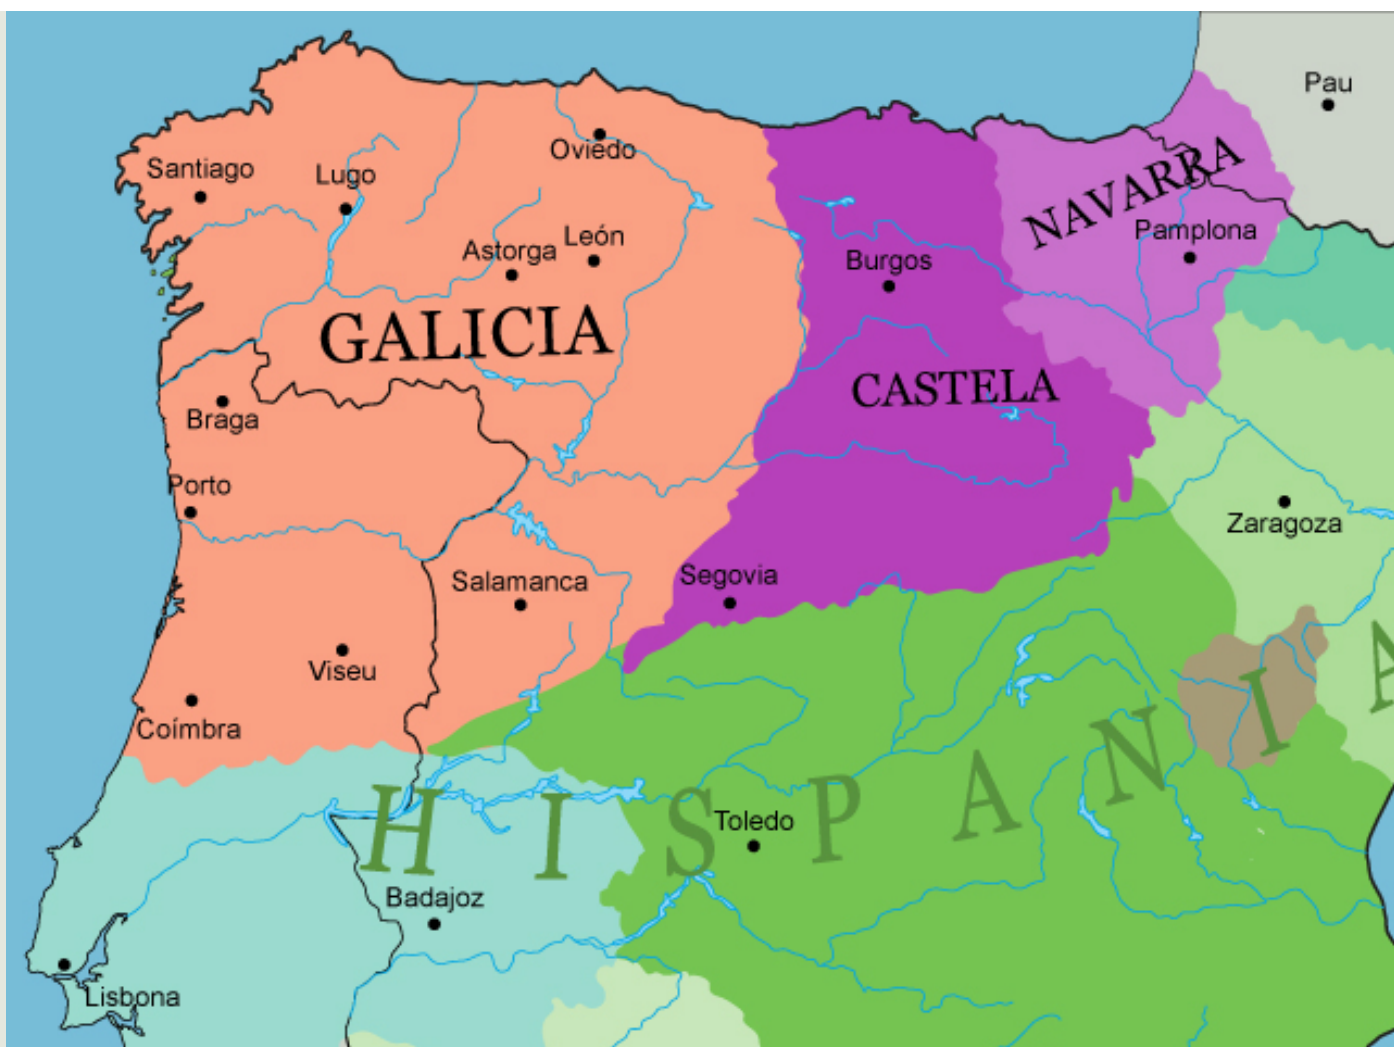 Pau
Santiago
Lugo
Oviedo
NAVARRA
Pamplona
Astorga
León
Burgos
GALICIA
CASTELA
Braga
Porto
Zaragoza
Salamanca
Segovia
Viseu
Coímbra
HISPANIA
Toledo
Badajoz
Lisbona